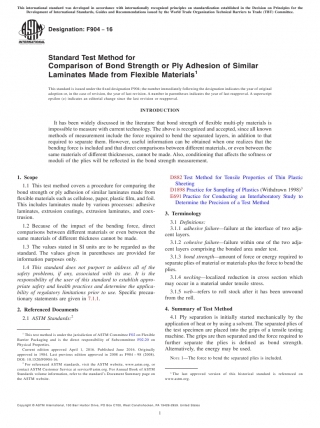 This international standard was developed in accordance with internationally recognized principles on standardization established in the Decision on Principles for the
Development of International Standards, Guides and Recommendations issued by the World Trade Organization Technical Barriers to Trade (TBT) Committee.
Designation: F904 − 16
INTERNATIONAL
Standard Test Method for
Comparison of Bond Strength or Ply Adhesion of Similar
Laminates Made from Flexible Materials1
This standard is issued under the fixed designation F904; the number immediately following the designation indicates the year of original
adoption or, in the case of revision, the year of last revision. A number in parentheses indicates the year of last reapproval. A superscript
epsilon (ε) indicates an editorial change since the last revision or reapproval.
INTRODUCTION
It has been widely discussed in the literature that bond strength of flexible multi-ply materials is
impossible to measure with current technology. The above is recognized and accepted, since all known
methods of measurement include the force required to bend the separated layers, in addition to that
required to separate them. However, useful information can be obtained when one realizes that the
bending force is included and that direct comparisons between different materials, or even between the
same materials of different thicknesses, cannot be made. Also, conditioning that affects the softness or
moduli of the plies will be reflected in the bond strength measurement.
1. Scope
1.1 This test method covers a procedure for comparing the
bond strength or ply adhesion of similar laminates made from
flexible materials such as cellulose, paper, plastic film, and foil.
This includes laminates made by various processes: adhesive
laminates, extrusion coatings, extrusion laminates, and coex-
trusion.
1.2 Because of the impact of the bending force, direct
comparisons between different materials or even between the
same materials of different thickness cannot be made.
1.3 The values stated in SI units are to be regarded as the
standard. The values given in parentheses are provided for
information purposes only.
1.4 This standard does not purport to address all of the
safety problems, if any, associated with its use. It is the
responsibility of the user of this standard to establish appro-
priate safety and health practices and determine the applica-
bility of regulatory limitations prior to use. Specific precau-
tionary statements are given in 7.1.1.
2. Referenced Documents
2.1 ASTM Standards:2
1 This test method is under the jurisdiction of ASTM Committee F02 on Flexible
Barrier Packaging and is the direct responsibility of Subcommittee F02.20 on
Physical Properties.
Current edition approved April 1, 2016. Published June 2016. Originally
approved in 1984. Last previous edition approved in 2008 as F904 – 98 (2008).
DOI: 10.1520/F0904-16.
2 For referenced ASTM standards, visit the ASTM website, www.astm.org, or
contact ASTM Customer Service at service@astm.org. For Annual Book of ASTM
Standards volume information, refer to the standard's Document Summary page on
the ASTM website.
D882 Test Method for Tensile Properties of Thin Plastic
Sheeting
D1898 Practice for Sampling of Plastics (Withdrawn 1998)3
E691 Practice for Conducting an Interlaboratory Study to
Determine the Precision of a Test Method
3. Terminology
3.1 Definitions:
3.1.1 adhesive failure—failure at the interface of two adja-
cent layers.
3.1.2 cohesive failure—failure within one of the two adja-
cent layers comprising the bonded area under test.
3.1.3 bond strength—amount of force or energy required to
separate plies of material or materials plus the force to bend the
plies.
3.1.4 necking—localized reduction in cross section which
may occur in a material under tensile stress.
3.1.5 web—refers to roll stock after it has been unwound
from the roll.
4. Summary of Test Method
4.1 Ply separation is initially started mechanically by the
application of heat or by using a solvent. The separated plies of
the test specimen are placed into the grips of a tensile testing
machine. The grips are then separated and the force required to
further separate the plies is defined as bond strength.
Alternatively, the energy may be used.
NOTE 1—The force to bend the separated plies is included.
3 The last approved version of this historical standard is referenced on
www.astm.org.
Copyright © ASTM International, 100 Barr Harbor Drive, PO Box C700, West Conshohocken, PA 19428-2959. United States
1